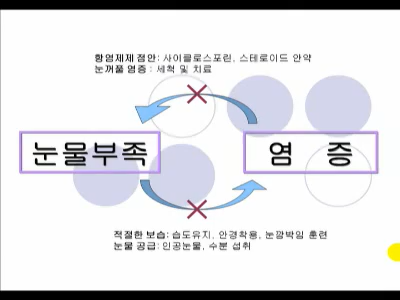 항염제제 점안: 사이클로스포린, 스테로이드 안약
눈꺼풀 염증 : 세척 및 치료
눈물부족
염 증
적절한 보습: 습도유지, 안경착용, 눈깜박임 훈련
눈물 공급: 인공눈물, 수분 섭취